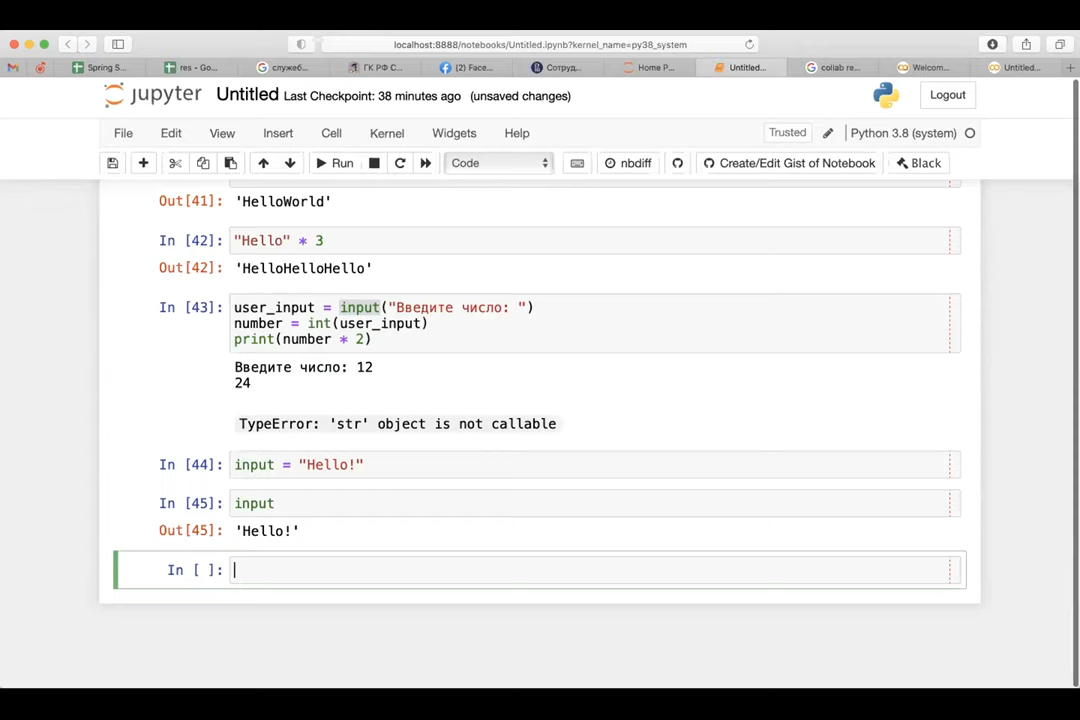 localhost:8888/notebooks/Untitled.ipynb?kernel_name=py38_system
Spring S... res - Go... служеб... ГК РФ С... (2) Face... Сотруд... Home P... Untitled... collab re... Welcom... Untitled...
jupyter Untitled Last Checkpoint: 38 minutes ago (unsaved changes) Logout
File Edit View Insert Cell Kernel Widgets Help Trusted Python 3.8 (system)
Run Code nbdiff Create/Edit Gist of Notebook Black
Out[41]: 'HelloWorld'
In [42]: "Hello" * 3
Out[42]: 'HelloHelloHello'
In [43]: user_input = input("Введите число: ")
number = int(user_input)
print(number * 2)
Введите число: 12
24
TypeError: 'str' object is not callable
In [44]: input = "Hello!"
In [45]: input
Out[45]: 'Hello!'
In [ ]: